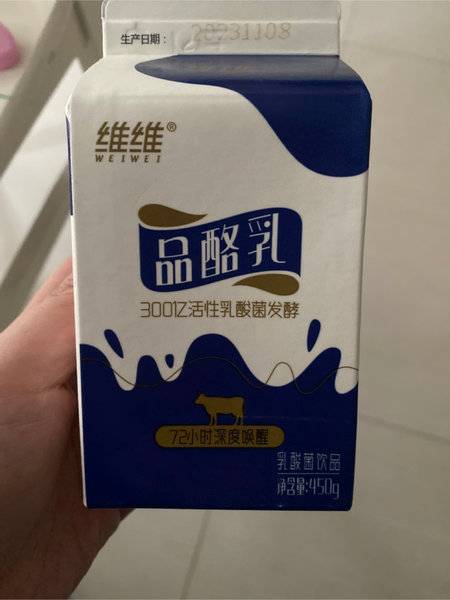 生产日期: 20231108
维维®
WEIWEI
品酪乳
300亿活性乳酸菌发酵
72小时深度唤醒
乳酸菌饮品
净含量:450g